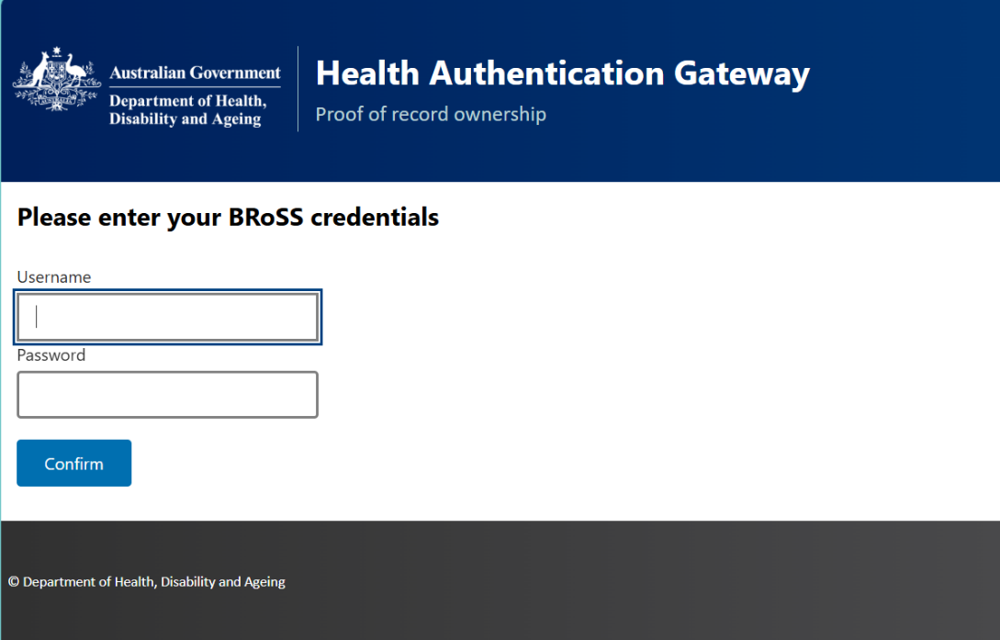 Australian Government
Department of Health,
Disability and Ageing
Health Authentication Gateway
Proof of record ownership
Please enter your BRoSS credentials
Username
Password
Confirm
© Department of Health, Disability and Ageing